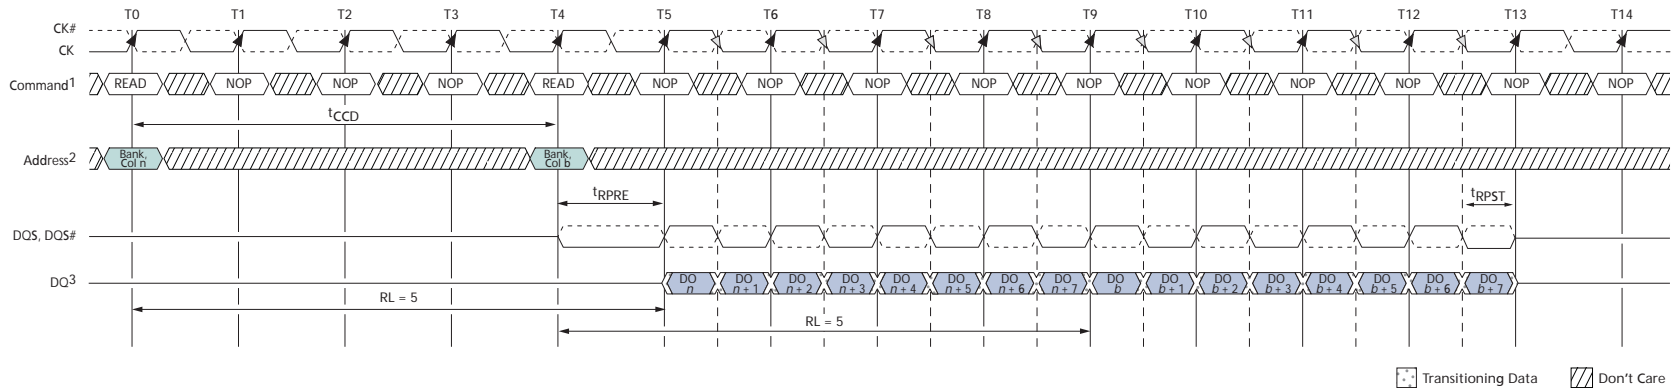 T0 T1 T2 T3 T4 T5 T6 T7 T8 T9 T10 T11 T12 T13 T14
CK#
CK
Command1 READ NOP NOP NOP READ NOP NOP NOP NOP NOP NOP NOP NOP NOP NOP
tCCD
Address2 Bank, Col n Bank, Col b
tRPRE tRPST
DQS, DQS#
DQ3 DO n DO n + 1 DO n + 2 DO n + 3 DO n + 4 DO n + 5 DO n + 6 DO n + 7 DO b DO b + 1 DO b + 2 DO b + 3 DO b + 4 DO b + 5 DO b + 6 DO b + 7
RL = 5
RL = 5
Transitioning Data Don't Care